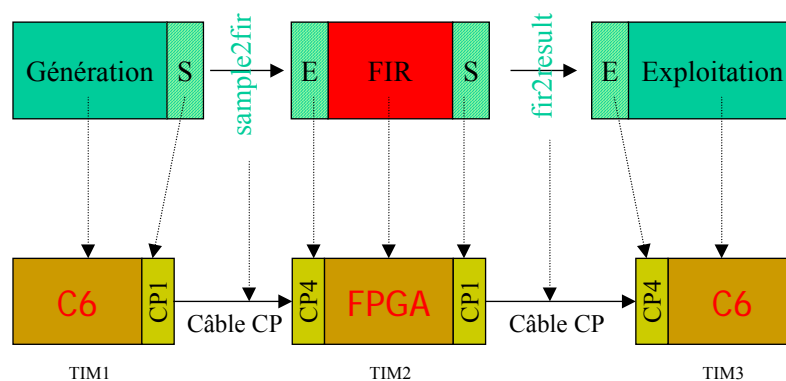 Génération
S
sample2fir
E
FIR
S
fir2result
E
Exploitation
C6
CP1
Câble CP
CP4
FPGA
CP1
Câble CP
CP4
C6
TIM1
TIM2
TIM3